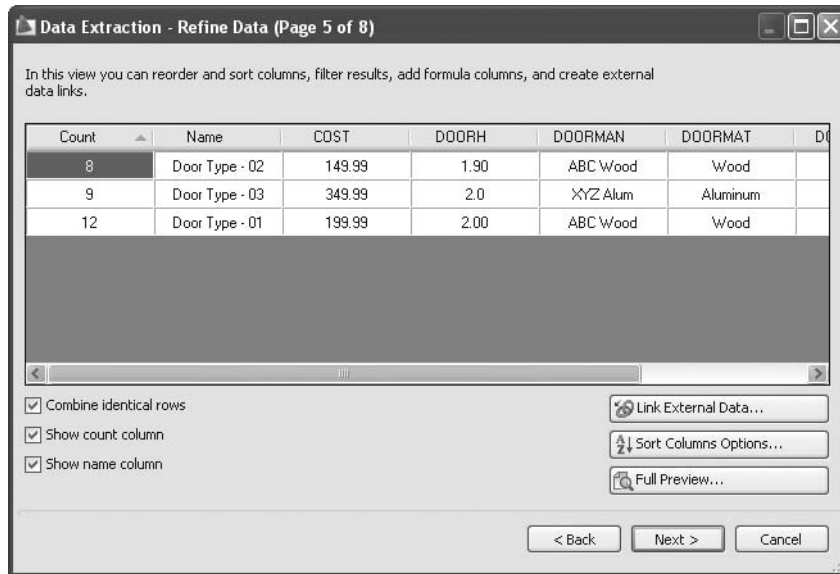 Data Extraction - Refine Data (Page 5 of 8)
In this view you can reorder and sort columns, filter results, add formula columns, and create external
data links.
Count Name COST DOORH DOORMAN DOORMAT
8 Door Type - 02 149.99 1.90 ABC Wood Wood
9 Door Type - 03 349.99 2.0 XYZ Alum Aluminum
12 Door Type - 01 199.99 2.00 ABC Wood Wood
Combine identical rows
Show count column
Show name column
Link External Data...
Sort Columns Options...
Full Preview...
< Back Next > Cancel